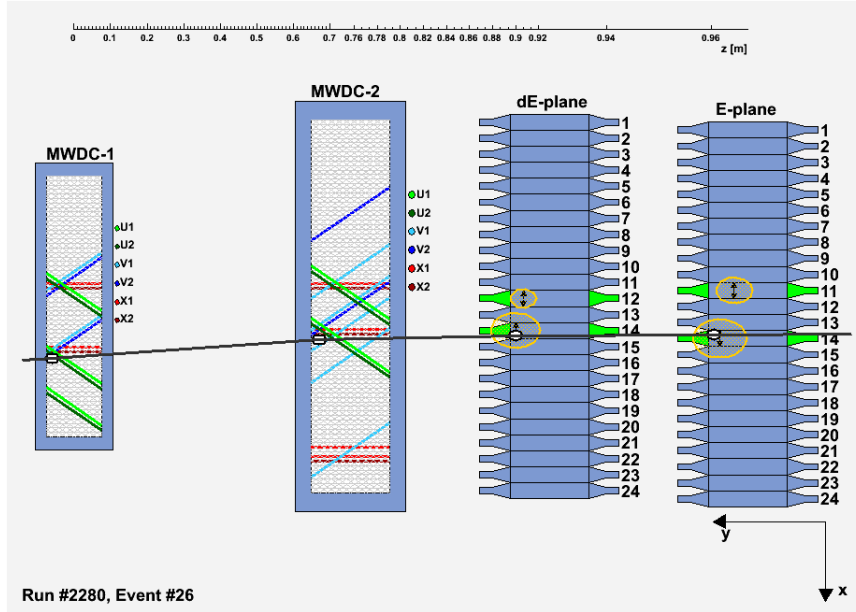 0 0.1 0.2 0.3 0.4 0.5 0.6 0.7 0.8 0.82 0.84 0.86 0.88 0.9 0.92 0.94 0.96
z [m]
MWDC-1
U1
U2
V1
V2
X1
X2
MWDC-2
U1
U2
V1
V2
X1
X2
dE-plane
1
2
3
4
5
6
7
8
9
10
11
12
13
14
15
16
17
18
19
20
21
22
23
24
E-plane
1
2
3
4
5
6
7
8
9
10
11
12
13
14
15
16
17
18
19
20
21
22
23
24
y
x
Run #2280, Event #26